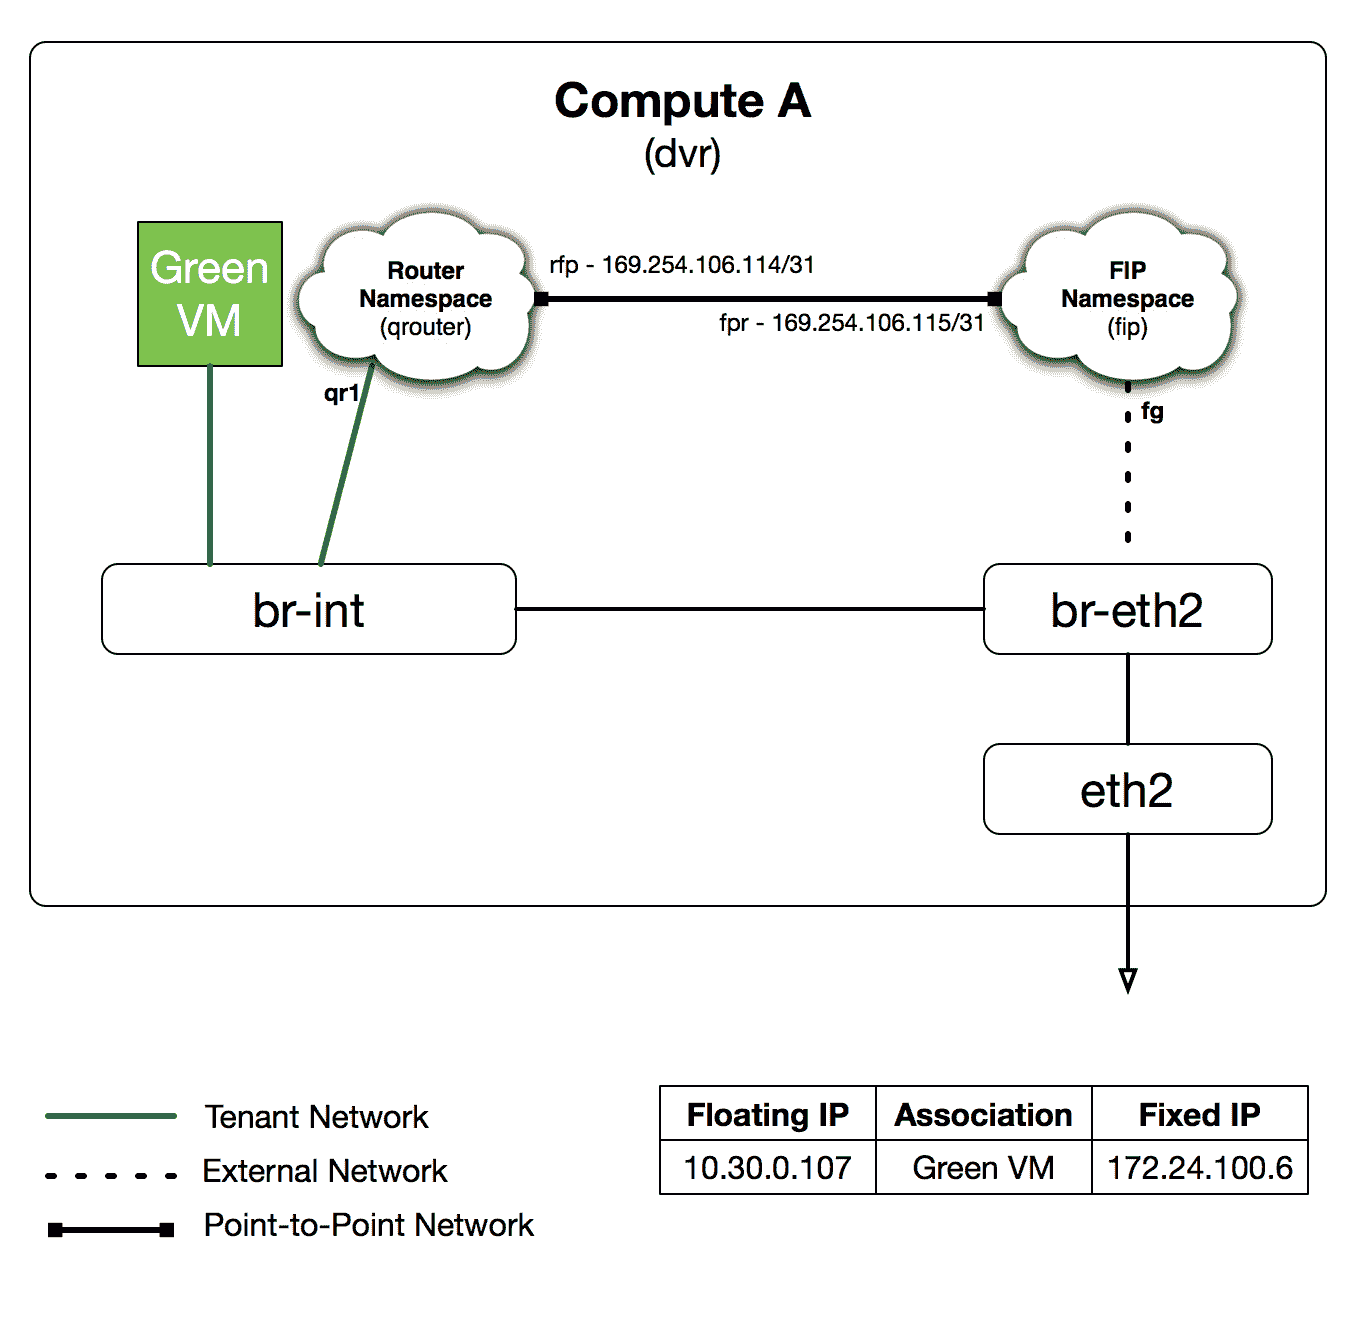 Compute A
(dvr)
Green
VM
Router
Namespace
(qrouter)
rfp - 169.254.106.114/31
fpr - 169.254.106.115/31
FIP
Namespace
(fip)
qr1
fg
br-int
br-eth2
eth2
Tenant Network
External Network
Point-to-Point Network
Floating IP Association Fixed IP
10.30.0.107 Green VM 172.24.100.6